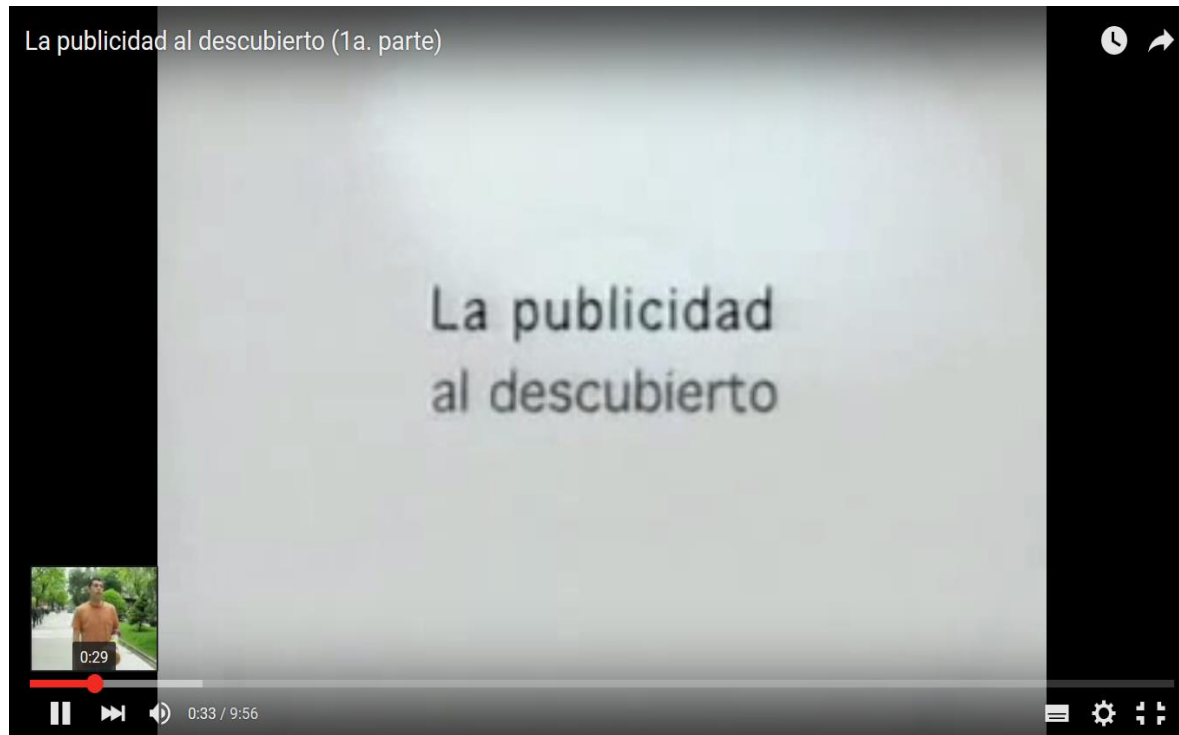 La publicidad al descubierto (1a. parte)
La publicidad
al descubierto
0:29
0:33 / 9:56